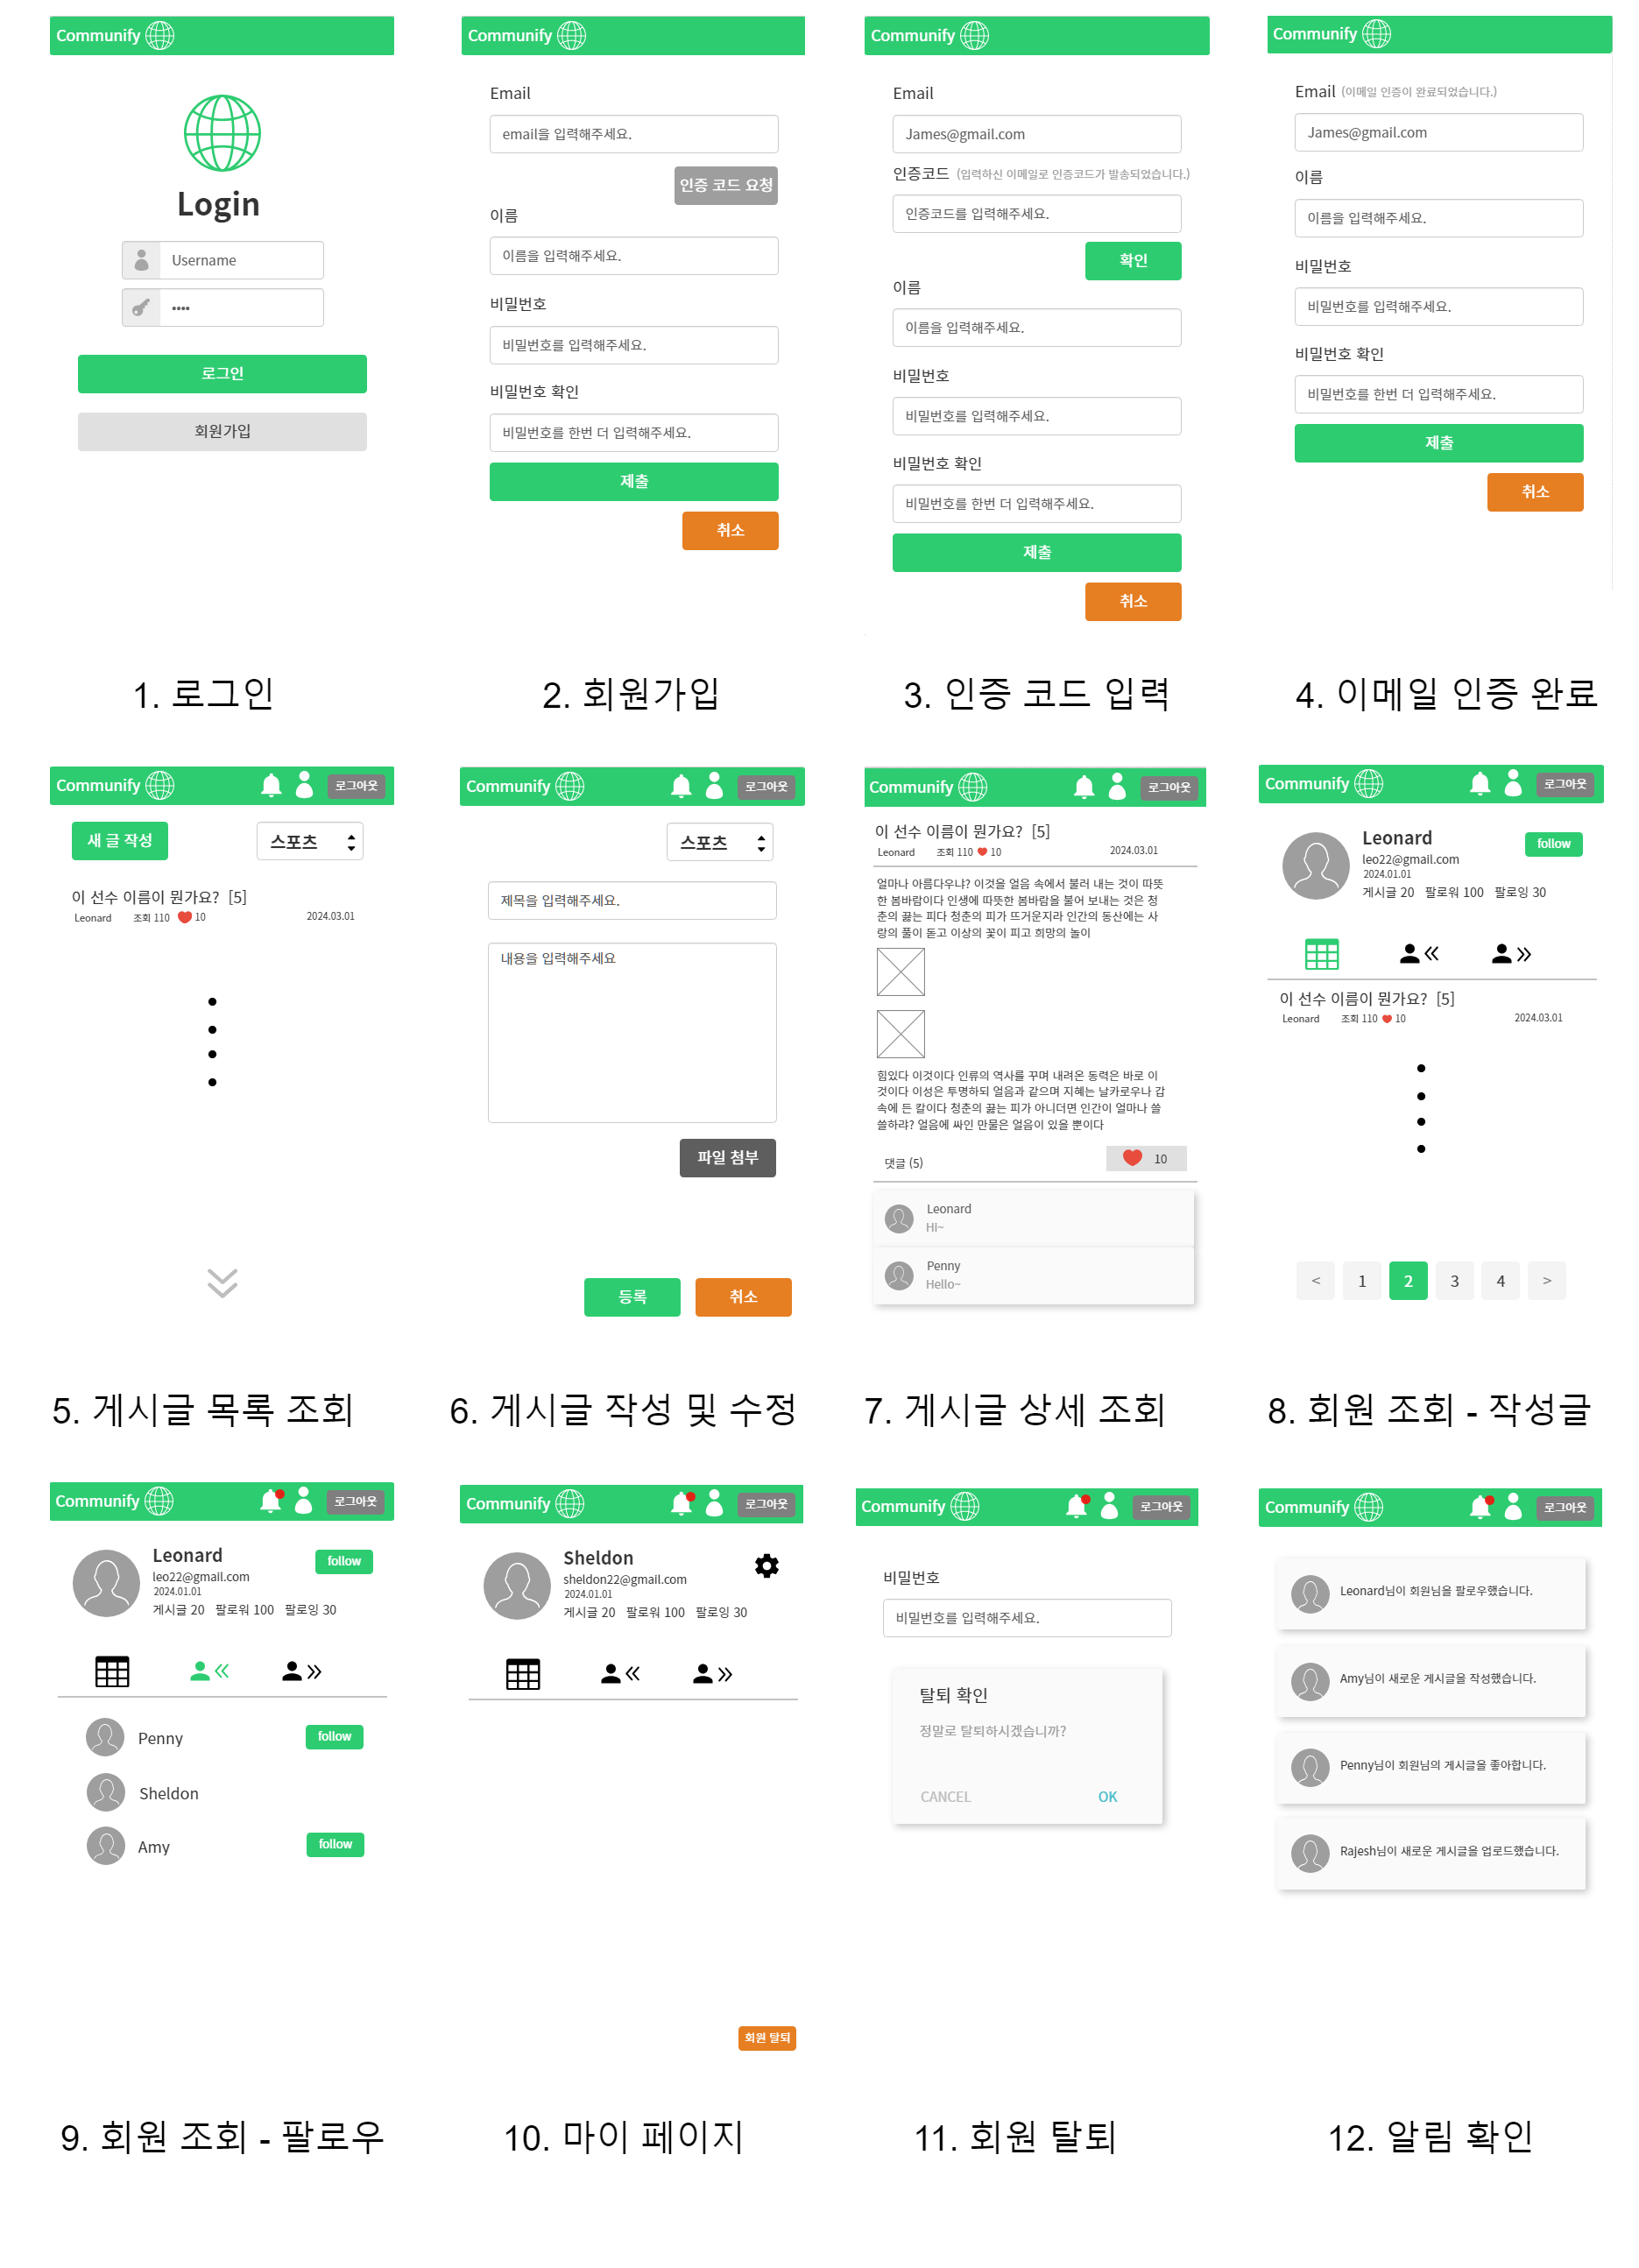 Communify
Login
Username
••••
로그인
회원가입
1. 로그인
Communify
Email
email을 입력해주세요.
인증 코드 요청
이름
이름을 입력해주세요.
비밀번호
비밀번호를 입력해주세요.
비밀번호 확인
비밀번호를 한번 더 입력해주세요.
제출
취소
2. 회원가입
Communify
Email
James@gmail.com
인증코드 (입력하신 이메일로 인증코드가 발송되었습니다.)
인증코드를 입력해주세요.
확인
이름
이름을 입력해주세요.
비밀번호
비밀번호를 입력해주세요.
비밀번호 확인
비밀번호를 한번 더 입력해주세요.
제출
취소
3. 인증 코드 입력
Communify
Email (이메일 인증이 완료되었습니다.)
James@gmail.com
이름
이름을 입력해주세요.
비밀번호
비밀번호를 입력해주세요.
비밀번호 확인
비밀번호를 한번 더 입력해주세요.
제출
취소
4. 이메일 인증 완료
Communify 로그아웃
새 글 작성 스포츠
이 선수 이름이 뭔가요? [5]
Leonard 조회 110 10 2024.03.01
5. 게시글 목록 조회
Communify 로그아웃
스포츠
제목을 입력해주세요.
내용을 입력해주세요
파일 첨부
등록 취소
6. 게시글 작성 및 수정
Communify 로그아웃
이 선수 이름이 뭔가요? [5]
Leonard 조회 110 10 2024.03.01
얼마나 아름다우냐? 이것을 얼음 속에서 불러 내는 것이 따뜻
한 봄바람이다 인생에 따뜻한 봄바람을 불어 보내는 것은 청
춘의 끓는 피다 청춘의 피가 뜨거운지라 인간의 동산에는 사
랑의 풀이 돋고 이상의 꽃이 피고 희망의 놀이
힘있다 이것이다 인류의 역사를 꾸며 내려온 동력은 바로 이
것이다 이성은 투명하되 얼음과 같으며 지혜는 날카로우나 갑
속에 든 칼이다 청춘의 끓는 피가 아니더면 인간이 얼마나 쓸
쓸하랴? 얼음에 싸인 만물은 얼음이 있을 뿐이다
댓글 (5) 10
Leonard
Hi~
Penny
Hello~
7. 게시글 상세 조회
Communify 로그아웃
Leonard follow
leo22@gmail.com
2024.01.01
게시글 20 팔로워 100 팔로잉 30
이 선수 이름이 뭔가요? [5]
Leonard 조회 110 10 2024.03.01
< 1 2 3 4 >
8. 회원 조회 - 작성글
Communify 로그아웃
Leonard follow
leo22@gmail.com
2024.01.01
게시글 20 팔로워 100 팔로잉 30
Penny follow
Sheldon
Amy follow
9. 회원 조회 - 팔로우
Communify 로그아웃
Sheldon
sheldon22@gmail.com
2024.01.01
게시글 20 팔로워 100 팔로잉 30
회원 탈퇴
10. 마이 페이지
Communify 로그아웃
비밀번호
비밀번호를 입력해주세요.
탈퇴 확인
정말로 탈퇴하시겠습니까?
CANCEL OK
11. 회원 탈퇴
Communify 로그아웃
Leonard님이 회원님을 팔로우했습니다.
Amy님이 새로운 게시글을 작성했습니다.
Penny님이 회원님의 게시글을 좋아합니다.
Rajesh님이 새로운 게시글을 업로드했습니다.
12. 알림 확인